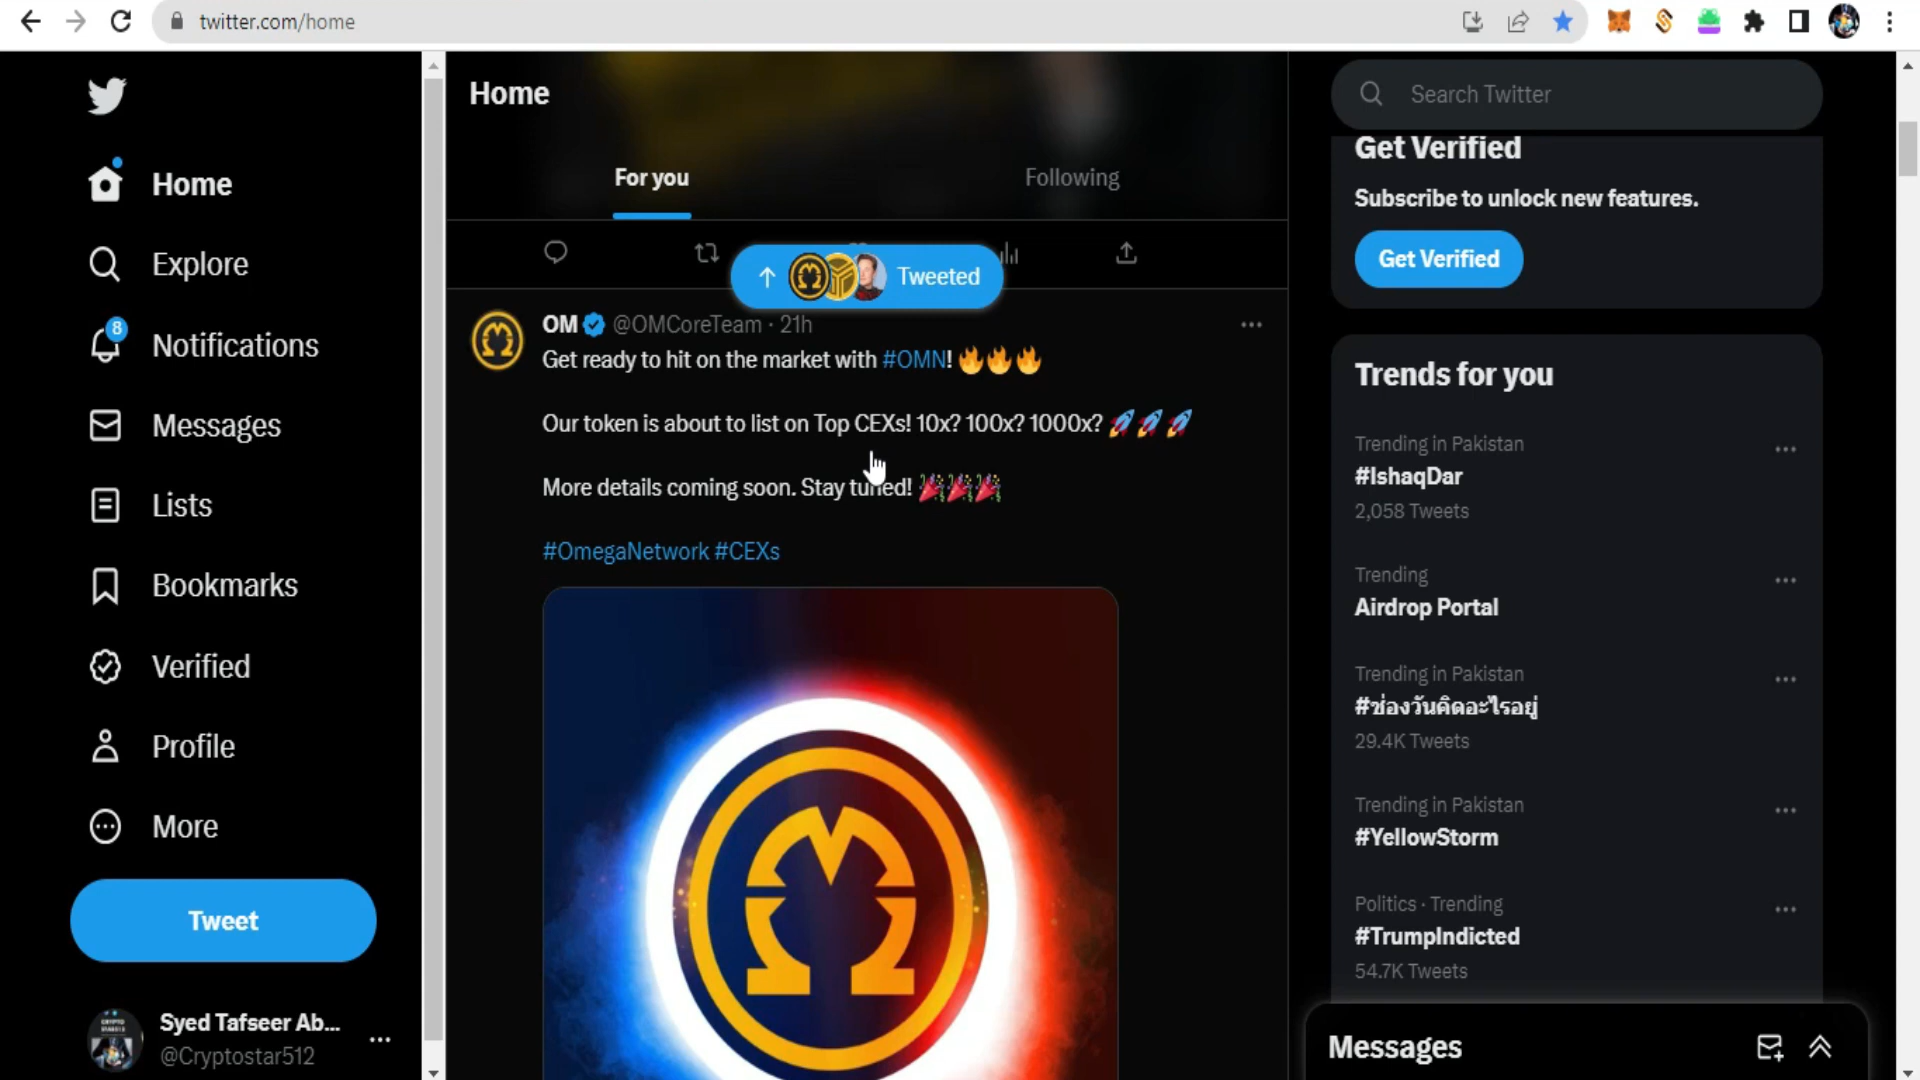 twitter.com/home
Home
Explore
8
Notifications
Messages
Lists
Bookmarks
Verified
Profile
More
Tweet
Syed Tafseer Ab...
@Cryptostar512
Home
For you
Following
Tweeted
OM @OMCoreTeam · 21h
Get ready to hit on the market with #OMN! 🔥🔥🔥
Our token is about to list on Top CEXs! 10x? 100x? 1000x? 🚀🚀🚀
More details coming soon. Stay tuned! 🎉🎉🎉
#OmegaNetwork #CEXs
Search Twitter
Get Verified
Subscribe to unlock new features.
Get Verified
Trends for you
Trending in Pakistan
#IshaqDar
2,058 Tweets
Trending
Airdrop Portal
Trending in Pakistan
#ช่องวันคิดอะไรอยู่
29.4K Tweets
Trending in Pakistan
#YellowStorm
Politics · Trending
#TrumpIndicted
54.7K Tweets
Messages